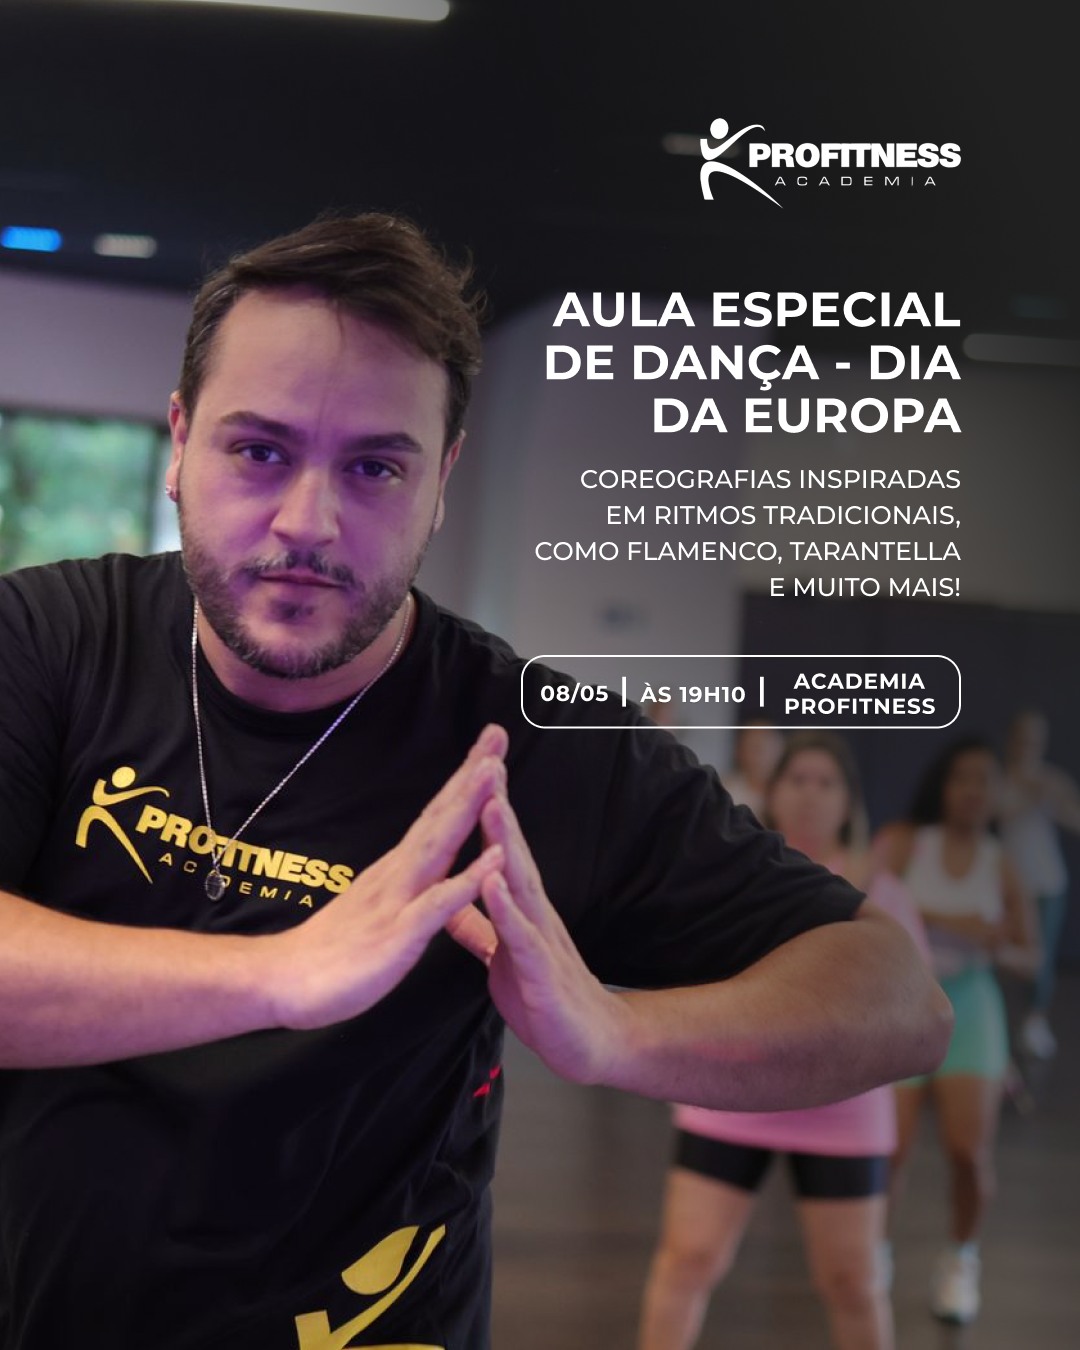 PROFITNESS
ACADEMIA
AULA ESPECIAL
DE DANÇA - DIA
DA EUROPA
COREOGRAFIAS INSPIRADAS
EM RITMOS TRADICIONAIS,
COMO FLAMENCO, TARANTELLA
E MUITO MAIS!
08/05 | ÀS 19H10 | ACADEMIA
PROFITNESS
PROFITNESS
ACADEMIA